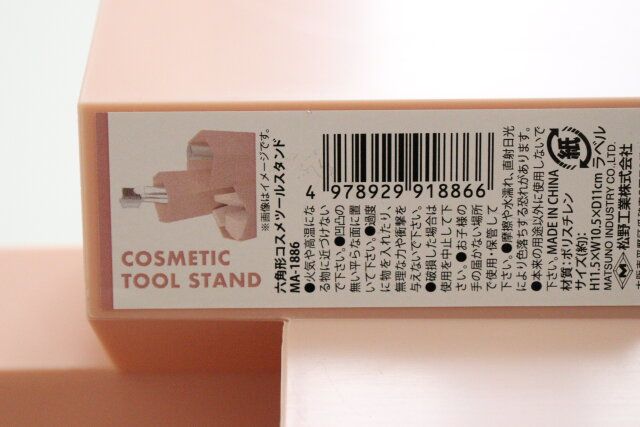 COSMETIC
TOOL STAND
※画像はイメージです。
六角形コスメツールスタンド
MA-1886
4 978929 918866
●火気や高温にな
る物に近づけない
で下さい。●凹凸の
無い平らな面に置
いて下さい。●過度
に物を入れたり、
無理な力や衝撃を
与えないで下さい。
●破損した場合は
使用を中止して下
さい。●お子様の
手の届かない場所
で使用・保管して
下さい。●摩擦や水濡れ、直射日光
により色落ちする恐れがあります。
●本来の用途以外に使用しないで
下さい。MADE IN CHINA
材質:ポリスチレン
サイズ(約):
H11.5×W10.5×D11cm
紙
ラベル
MATSUNO INDUSTRY CO.,LTD.
M 松野工業株式会社